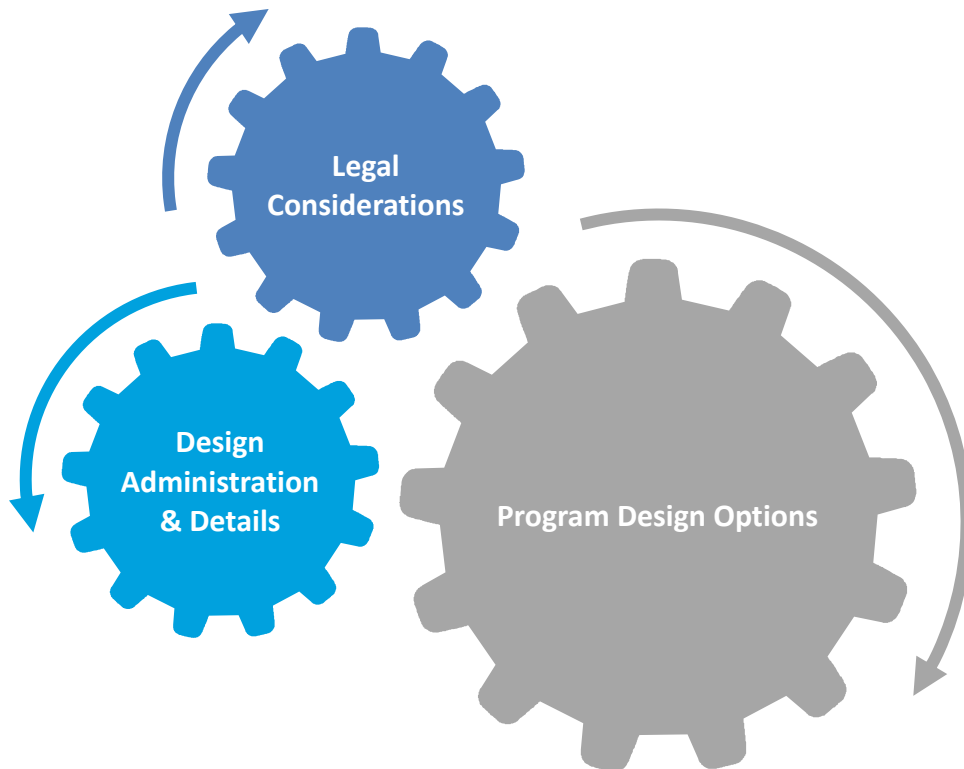 Legal
Considerations
Design
Administration
& Details
Program Design Options